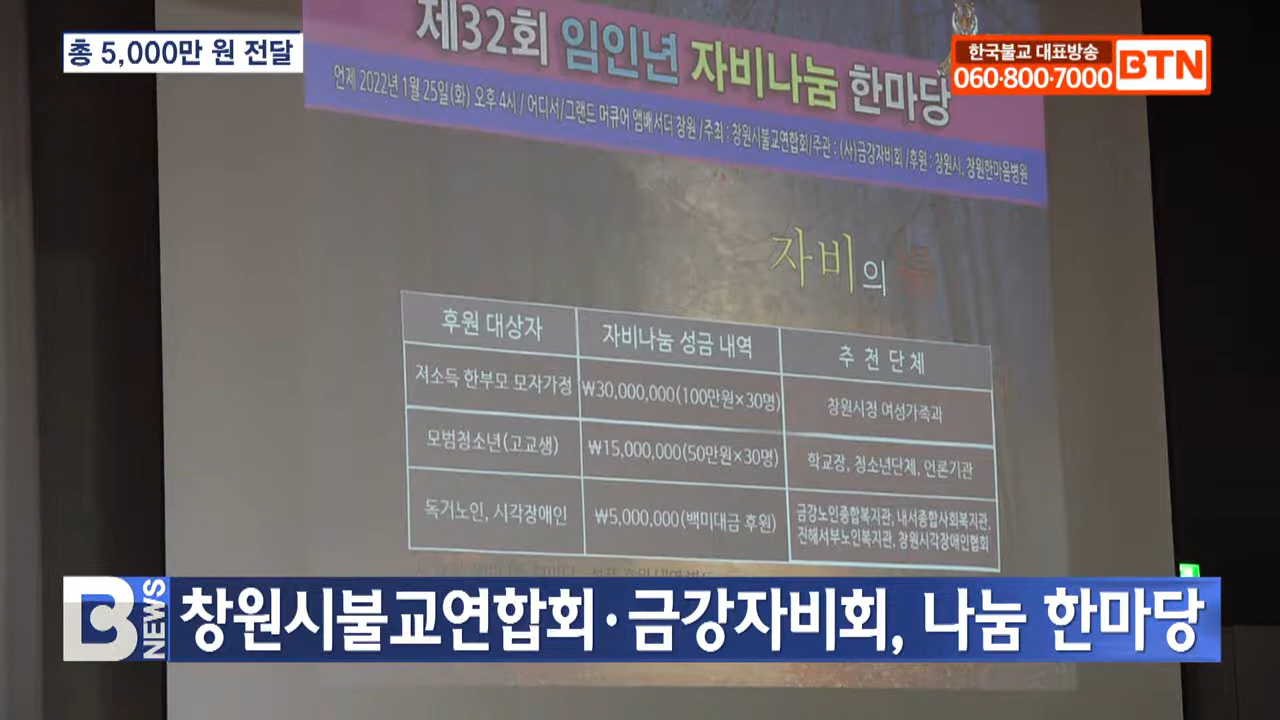 총 5,000만 원 전달
한국불교 대표방송
060·800·7000
BTN
제32회 임인년 자비나눔 한마당
언제 2022년 1월 25일(화) 오후 4시 / 어디서/그랜드 머큐어 앰배서더 창원 /주최 : 창원시불교연합회/주관 : (사)금강자비회 /후원 : 창원시, 창원한마음병원
자비의
후원 대상자 자비나눔 성금 내역 추 천 단 체
저소득 한부모 모자가정 ₩30,000,000(100만원×30명) 창원시청 여성가족과
모범청소년(고교생) ₩15,000,000(50만원×30명) 학교장, 청소년단체, 언론기관
독거노인, 시각장애인 ₩5,000,000(백미대금 후원) 금강노인종합복지관, 내서종합사회복지관,
진해서부노인복지관, 창원시각장애인협회
B NEWS
창원시불교연합회·금강자비회, 나눔 한마당